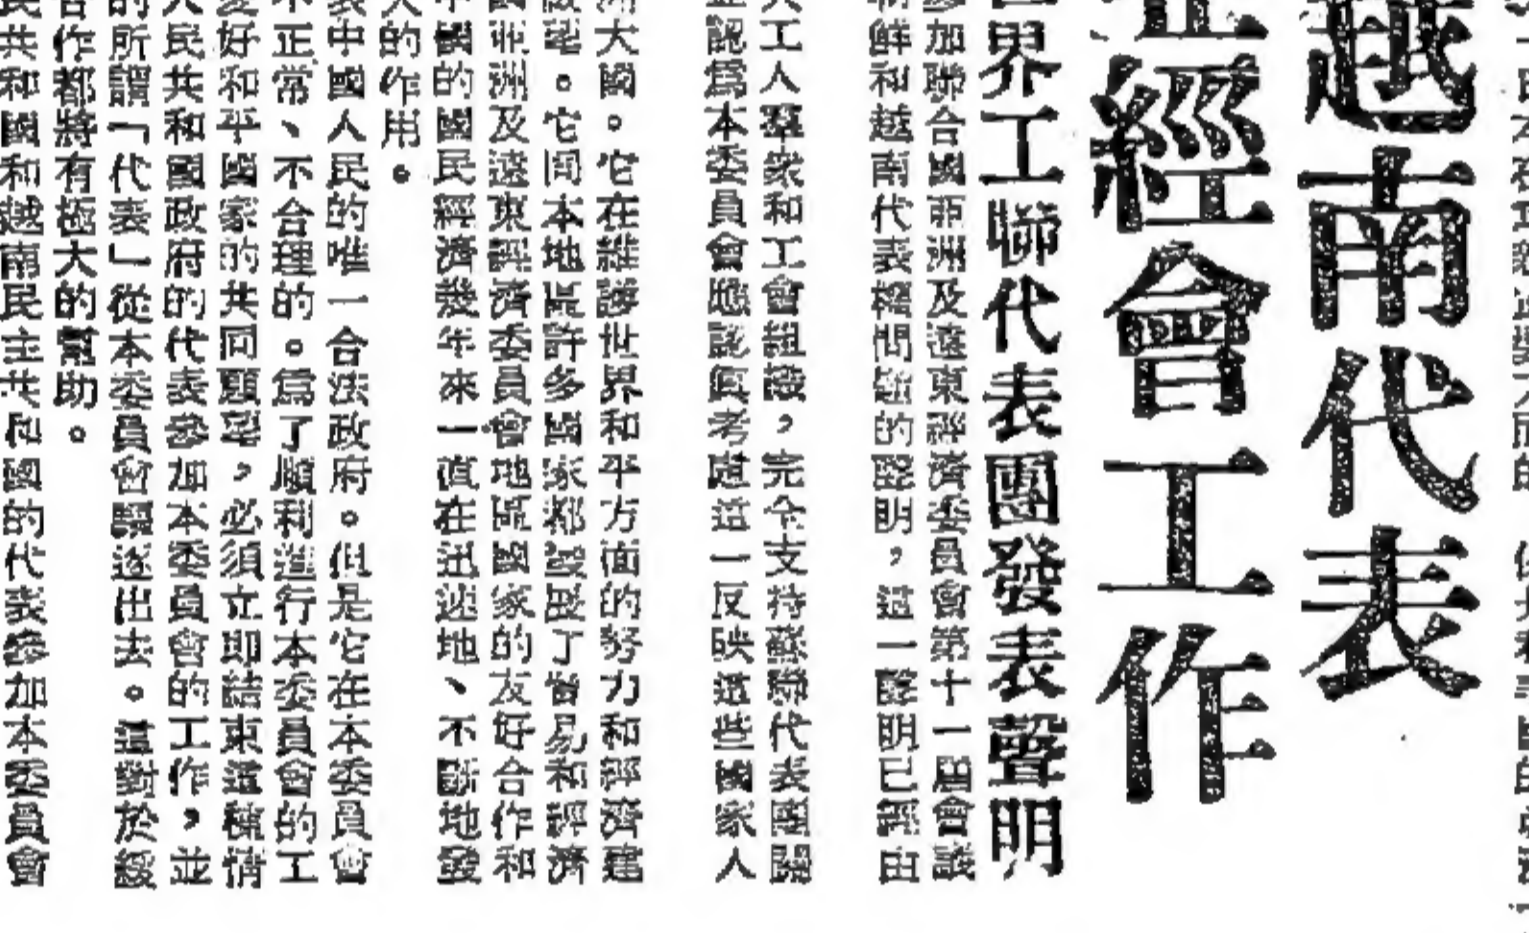 越南代表
經會工作
世界工聯代表團發表聲明
參加聯合國亞洲及遠東經濟委員會第十一屆會議
朝鮮和越南代表權問題的聲明,這一聲明已經由
大工人羣衆和工會組織,完全支持蘇聯代表團關
認爲本委員會應該認眞考慮這一反映這些國家人
洲大國。它在維護世界和平方面的努力和經濟建
。它同本地區許多國家都發展了貿易和經濟
亞洲及遠東經濟委員會地區國家的友好合作和
中國的國民經濟幾年來一直在迅速地、不斷地發
大的作用。
表中國人民的唯一合法政府。但是它在本委員會
不正常、不合理的。爲了順利進行本委員會的工
愛好和平國家的共同願望,必須立卽結束這種情
人民共和國政府的代表參加本委員會的工作,並
的所謂「代表」從本委員會驅逐出去。這對於發
合作都將有極大的幫助。
民共和國和越南民主共和國的代表參加本委員會